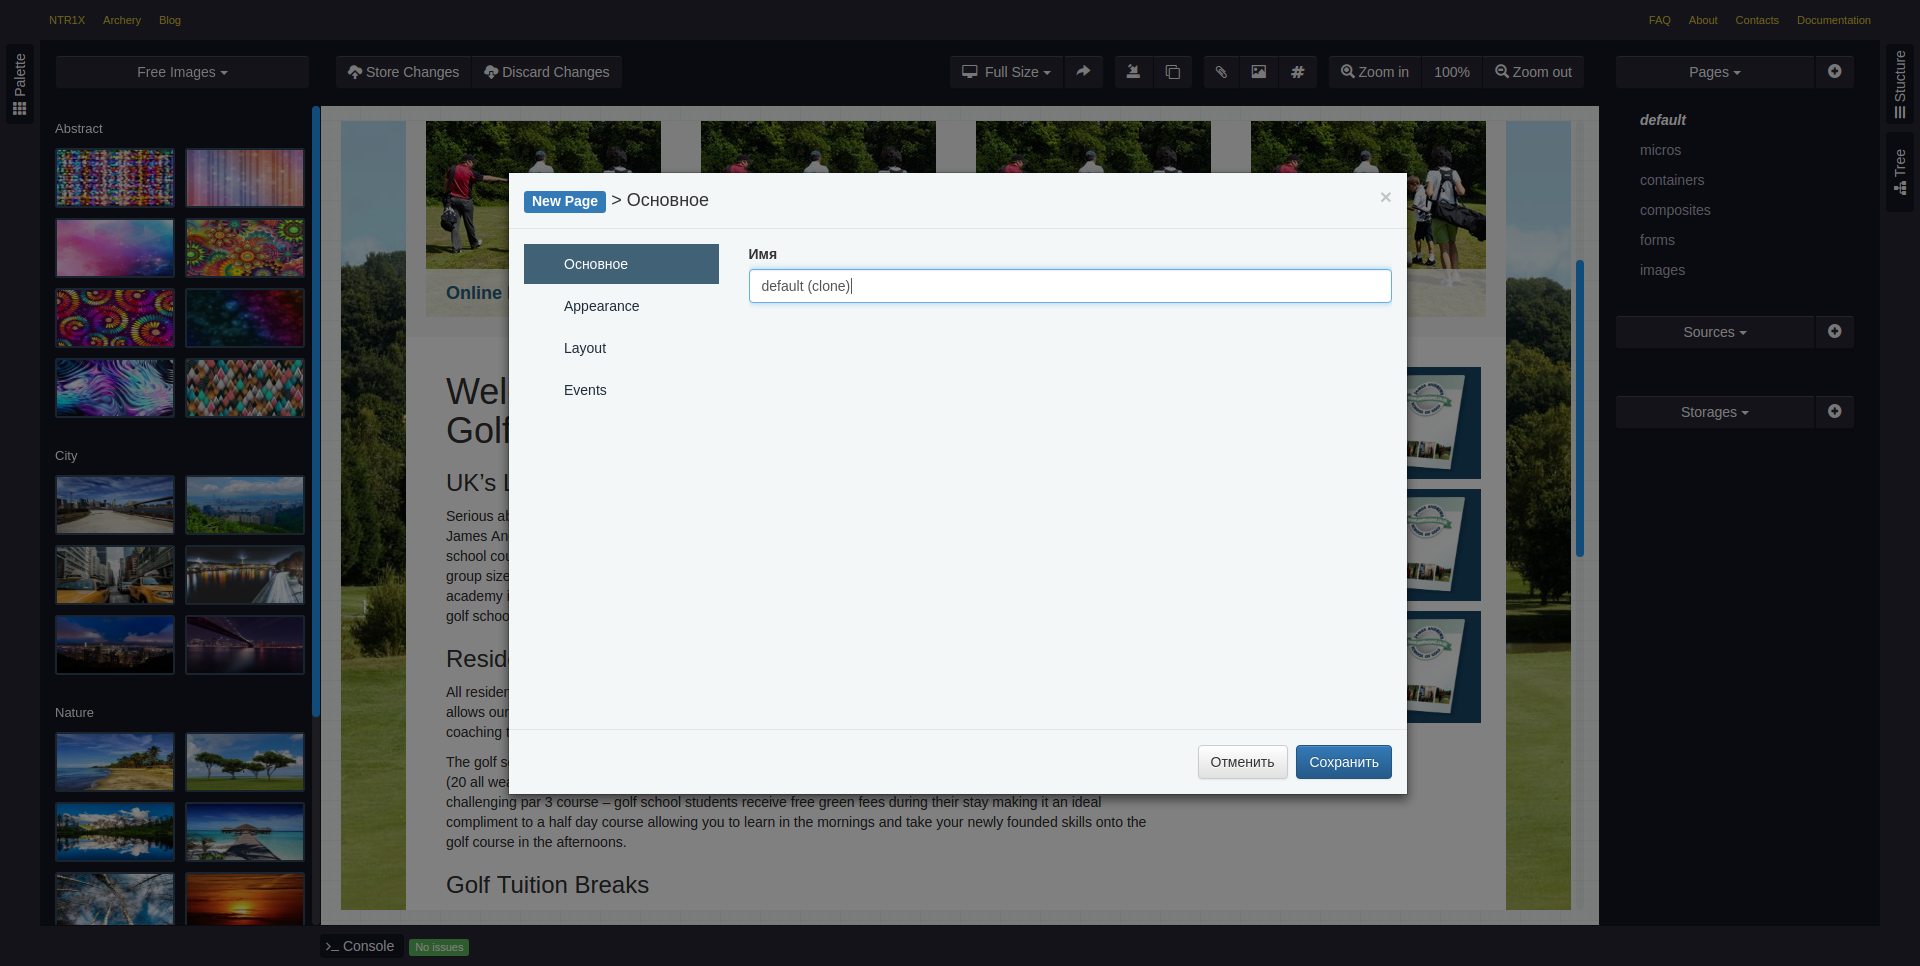 NTR1X Archery Blog
FAQ About Contacts Documentation
Palette
Free Images
Store Changes Discard Changes
Full Size
#
Zoom in 100% Zoom out
Pages
Stucture
Tree
Abstract
City
Nature
default
micros
containers
composites
forms
images
Sources
Storages
New Page > Основное
×
Основное
Appearance
Layout
Events
Имя
default (clone)
Отменить Сохранить
Online
Wel
Golf
UK's L
Serious ab
James An
school cou
group size
academy i
golf schoo
Reside
All residen
allows our
coaching t
The golf s
(20 all wea
challenging par 3 course – golf school students receive free green fees during their stay making it an ideal
compliment to a half day course allowing you to learn in the mornings and take your newly founded skills onto the
golf course in the afternoons.
Golf Tuition Breaks
Console No issues